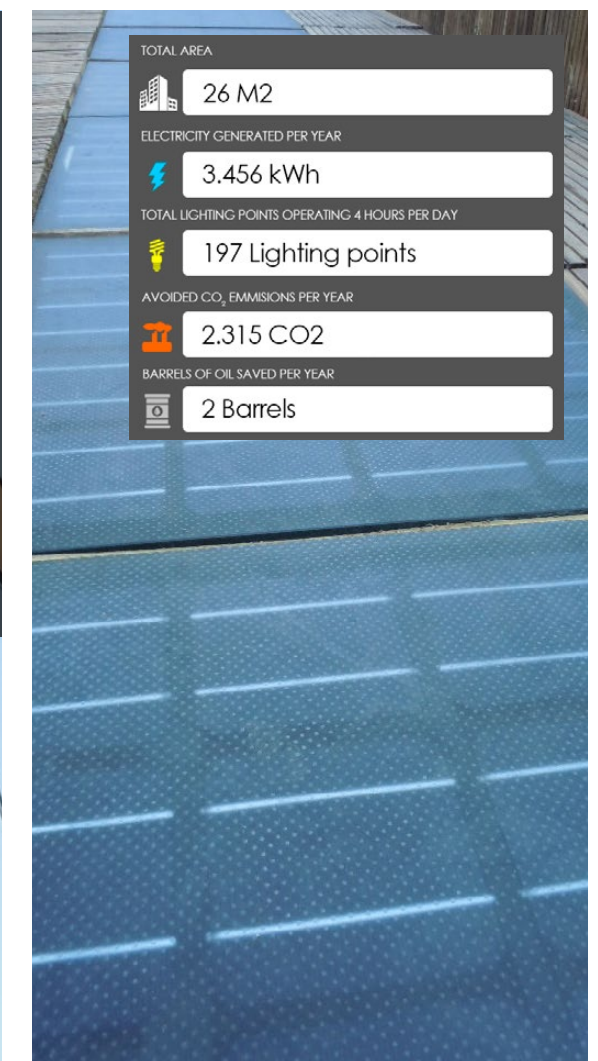 TOTAL AREA
26 M2
ELECTRICITY GENERATED PER YEAR
3.456 kWh
TOTAL LIGHTING POINTS OPERATING 4 HOURS PER DAY
197 Lighting points
AVOIDED CO₂ EMMISIONS PER YEAR
2.315 CO2
BARRELS OF OIL SAVED PER YEAR
2 Barrels